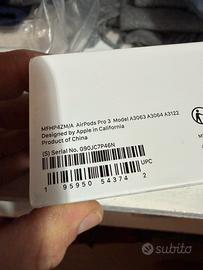 MFHP4ZM/A AirPods Pro 3 Model A3063 A3064 A3122
Designed by Apple in California
Product of China
(S) Serial No. 090JC7P46N
UPC
1 95950 54374 2
subito